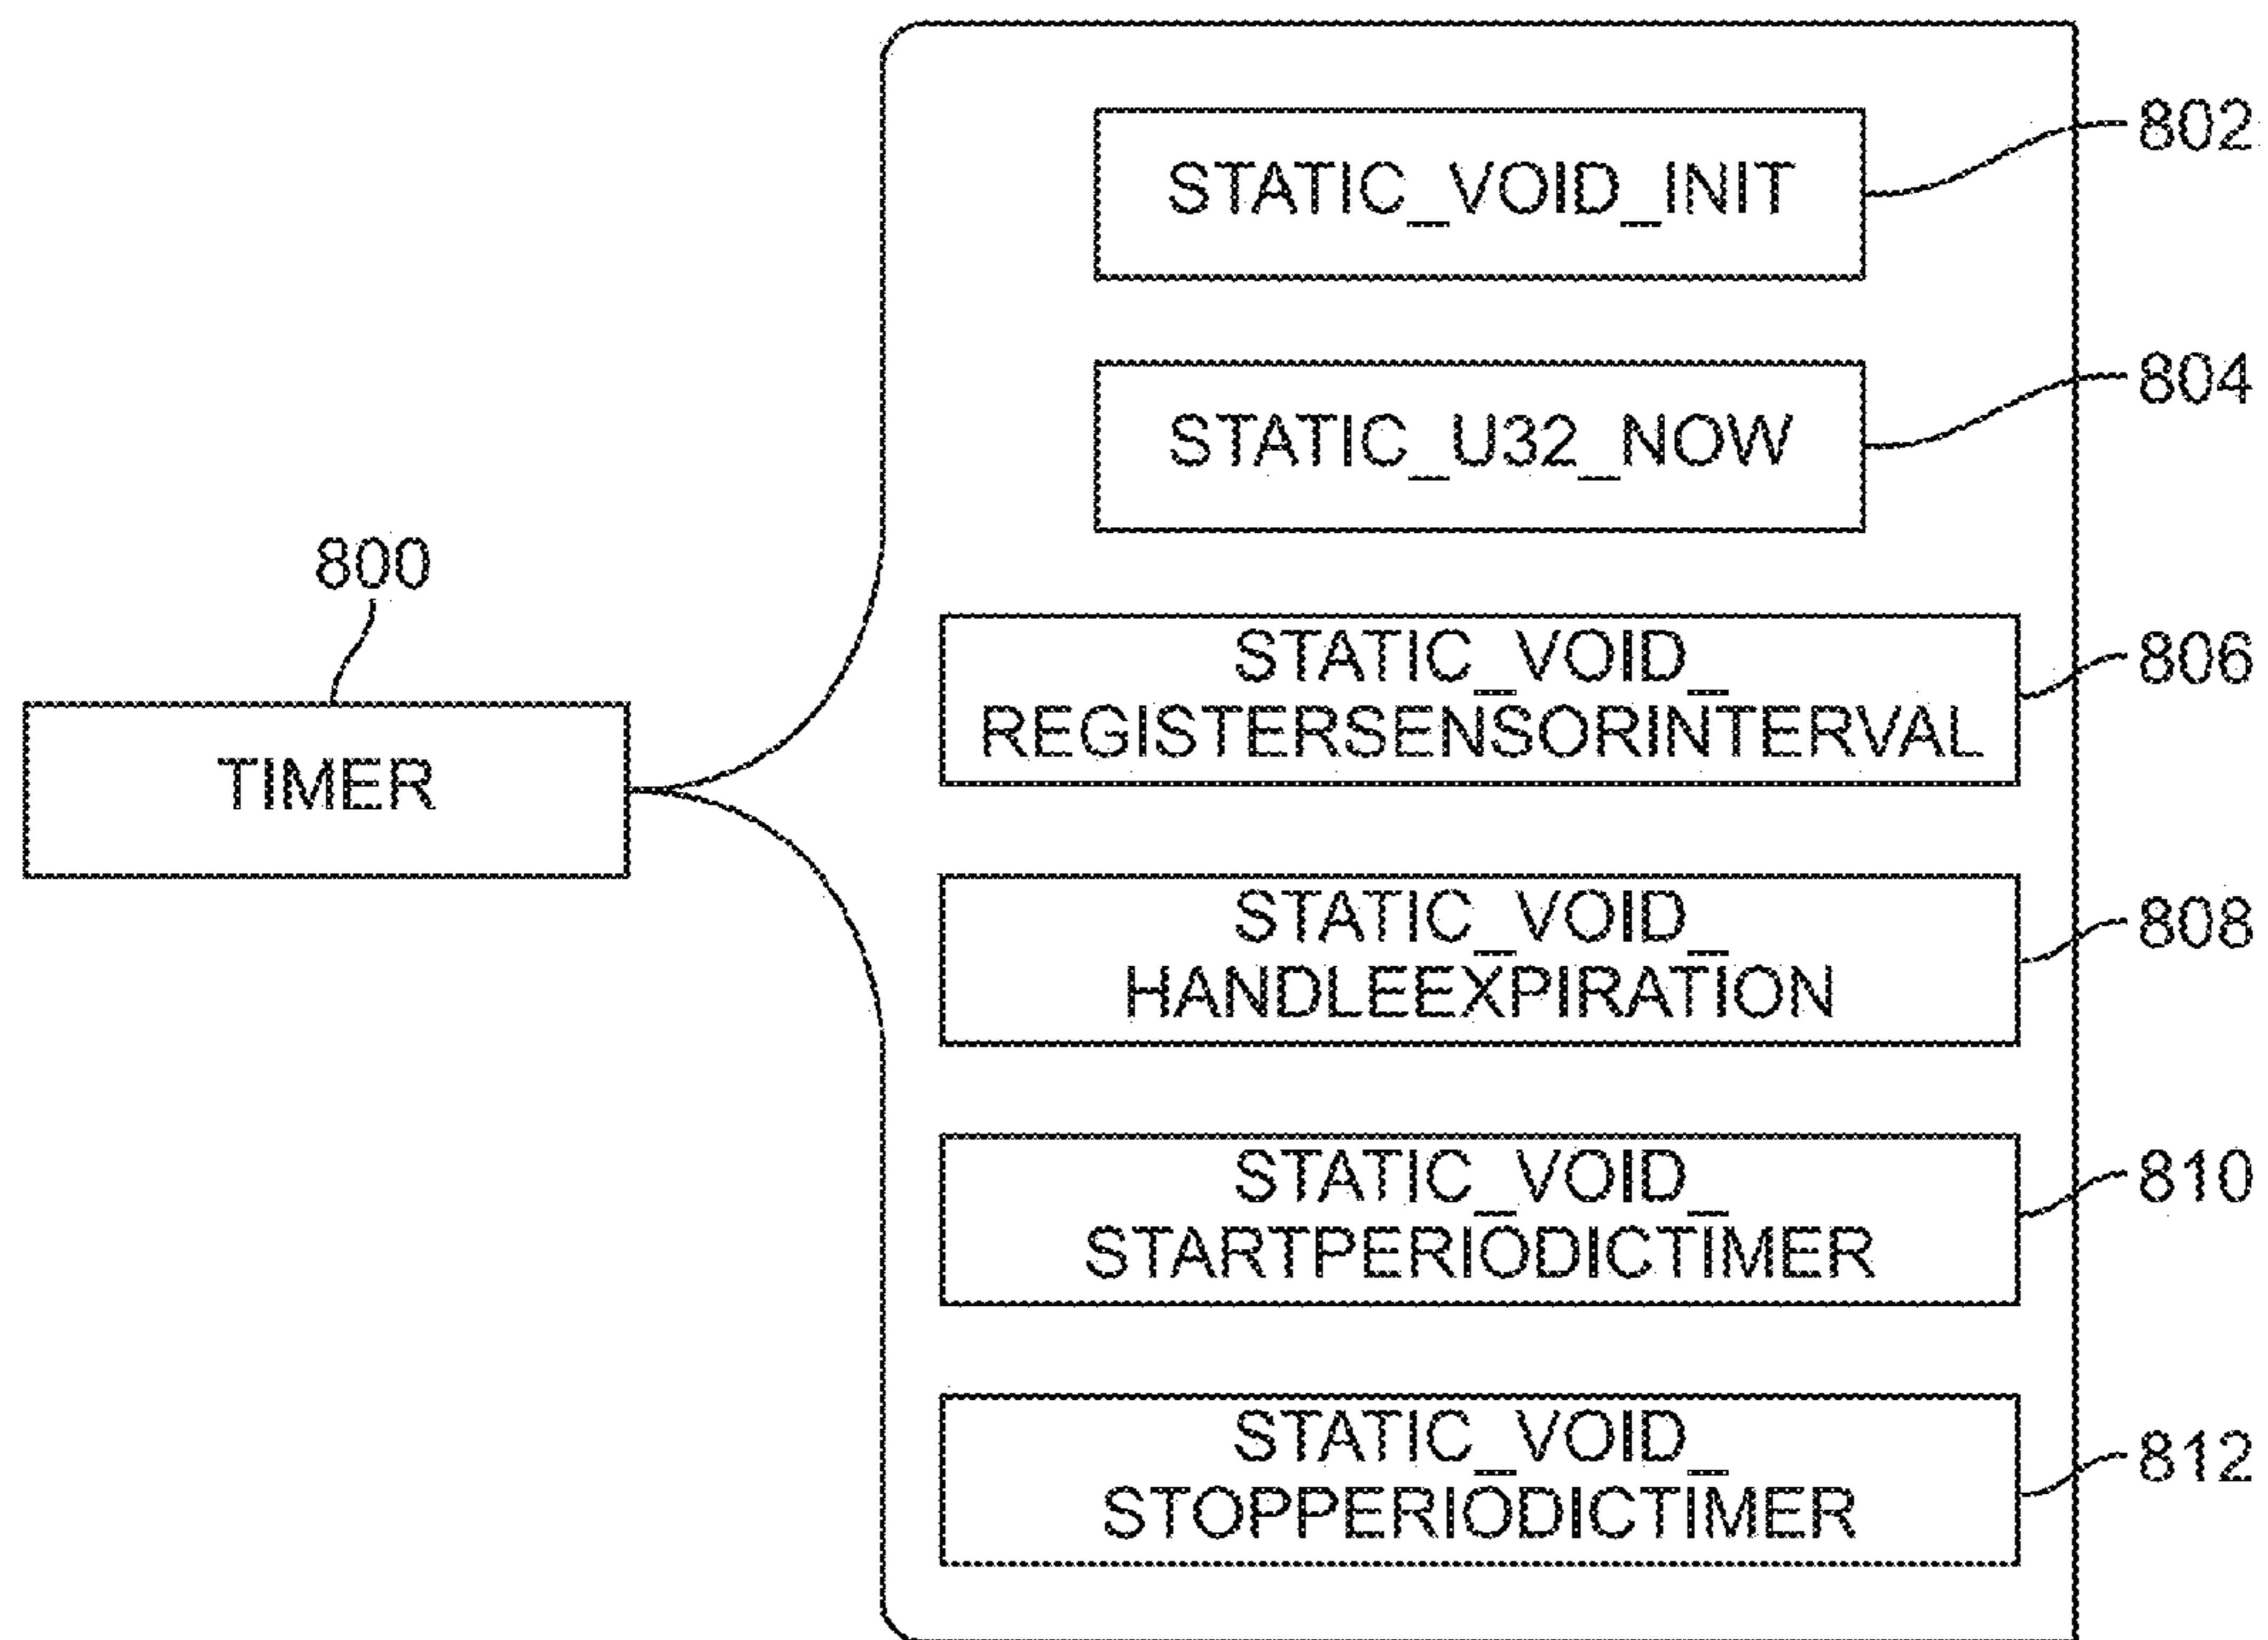 802
STATIC_VOID_INIT
804
STATIC_U32_NOW
800
TIMER
806
STATIC_VOID_
REGISTERSENSORINTERVAL
808
STATIC_VOID_
HANDLEEXPIRATION
810
STATIC_VOID_
STARTPERIODICTIMER
812
STATIC_VOID_
STOPPERIODICTIMER